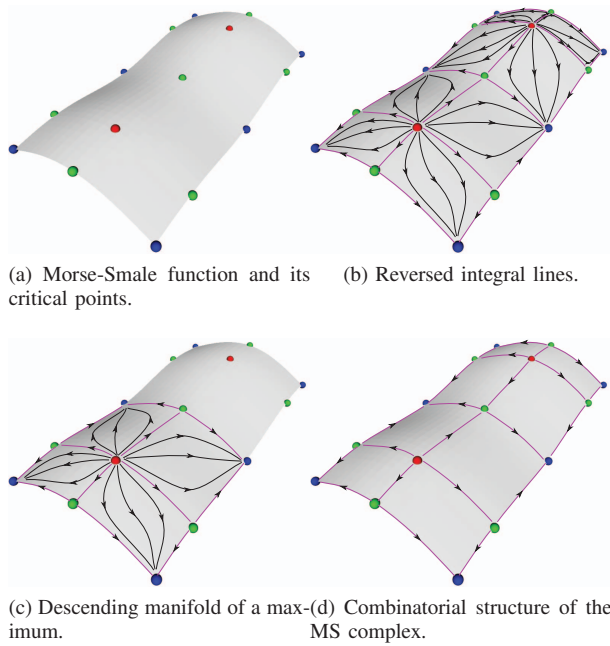 (a) Morse-Smale function and its
critical points.
(b) Reversed integral lines.
(c) Descending manifold of a max-
imum.
(d) Combinatorial structure of the
MS complex.